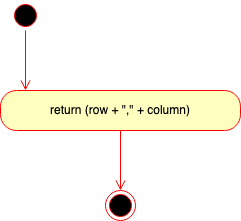 return (row + "," + column)